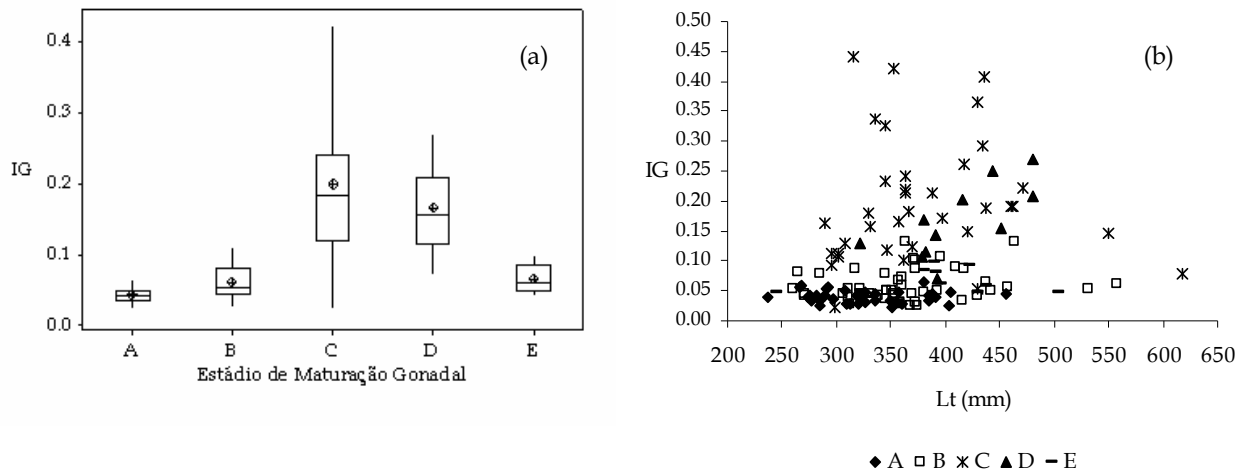 (a)
IG
0.4
0.3
0.2
0.1
0.0
A B C D E
Estádio de Maturação Gonadal
(b)
IG
0.50
0.45
0.40
0.35
0.30
0.25
0.20
0.15
0.10
0.05
0.00
200 250 300 350 400 450 500 550 600 650
Lt (mm)
A B C D E